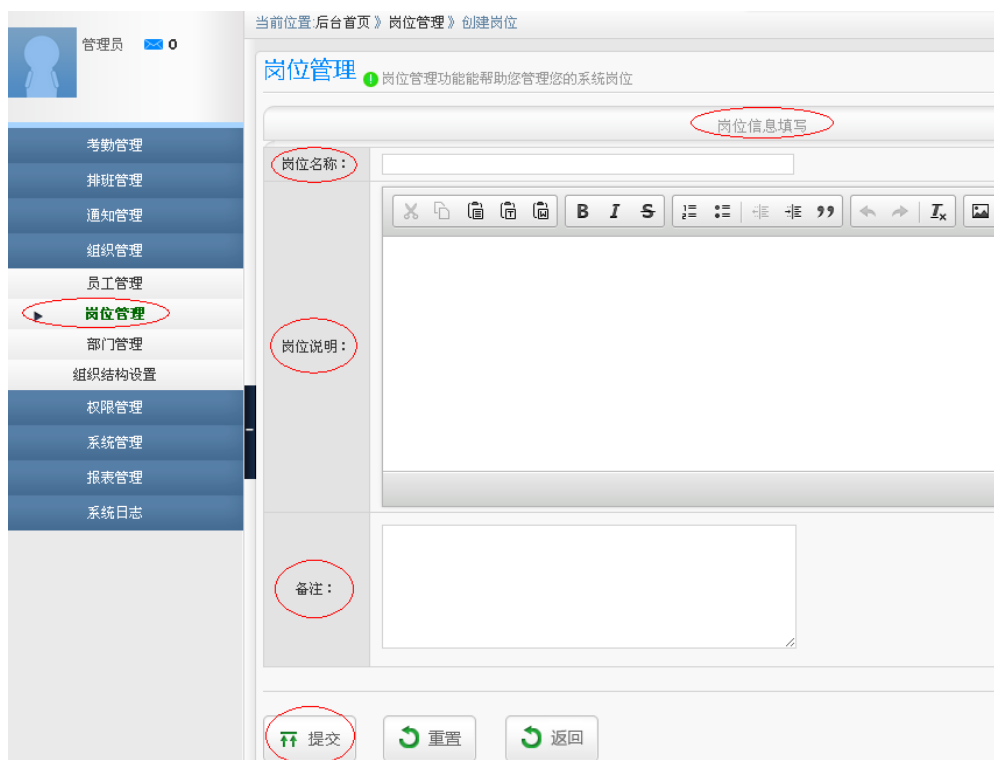 当前位置:后台首页》岗位管理》创建岗位
管理员 0
岗位管理 岗位管理功能能帮助您管理您的系统岗位
岗位信息填写
考勤管理
排班管理
通知管理
组织管理
员工管理
岗位管理
部门管理
组织结构设置
权限管理
系统管理
报表管理
系统日志
岗位名称：
B I S
岗位说明：
备注：
提交 重置 返回